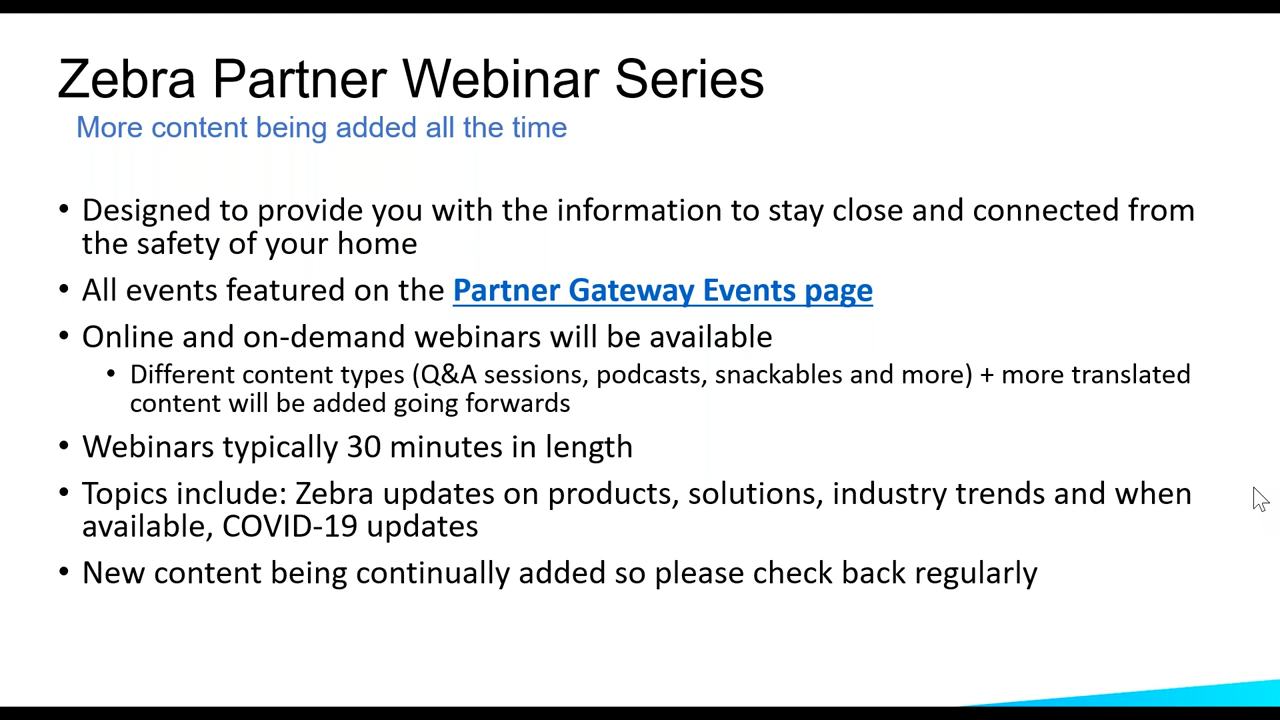 Zebra Partner Webinar Series
More content being added all the time
• Designed to provide you with the information to stay close and connected from
the safety of your home
• All events featured on the Partner Gateway Events page
• Online and on-demand webinars will be available
• Different content types (Q&A sessions, podcasts, snackables and more) + more translated
content will be added going forwards
• Webinars typically 30 minutes in length
• Topics include: Zebra updates on products, solutions, industry trends and when
available, COVID-19 updates
• New content being continually added so please check back regularly